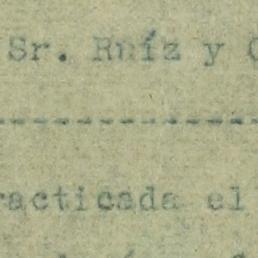 Sr. Ruíz y
---------------
racticada el